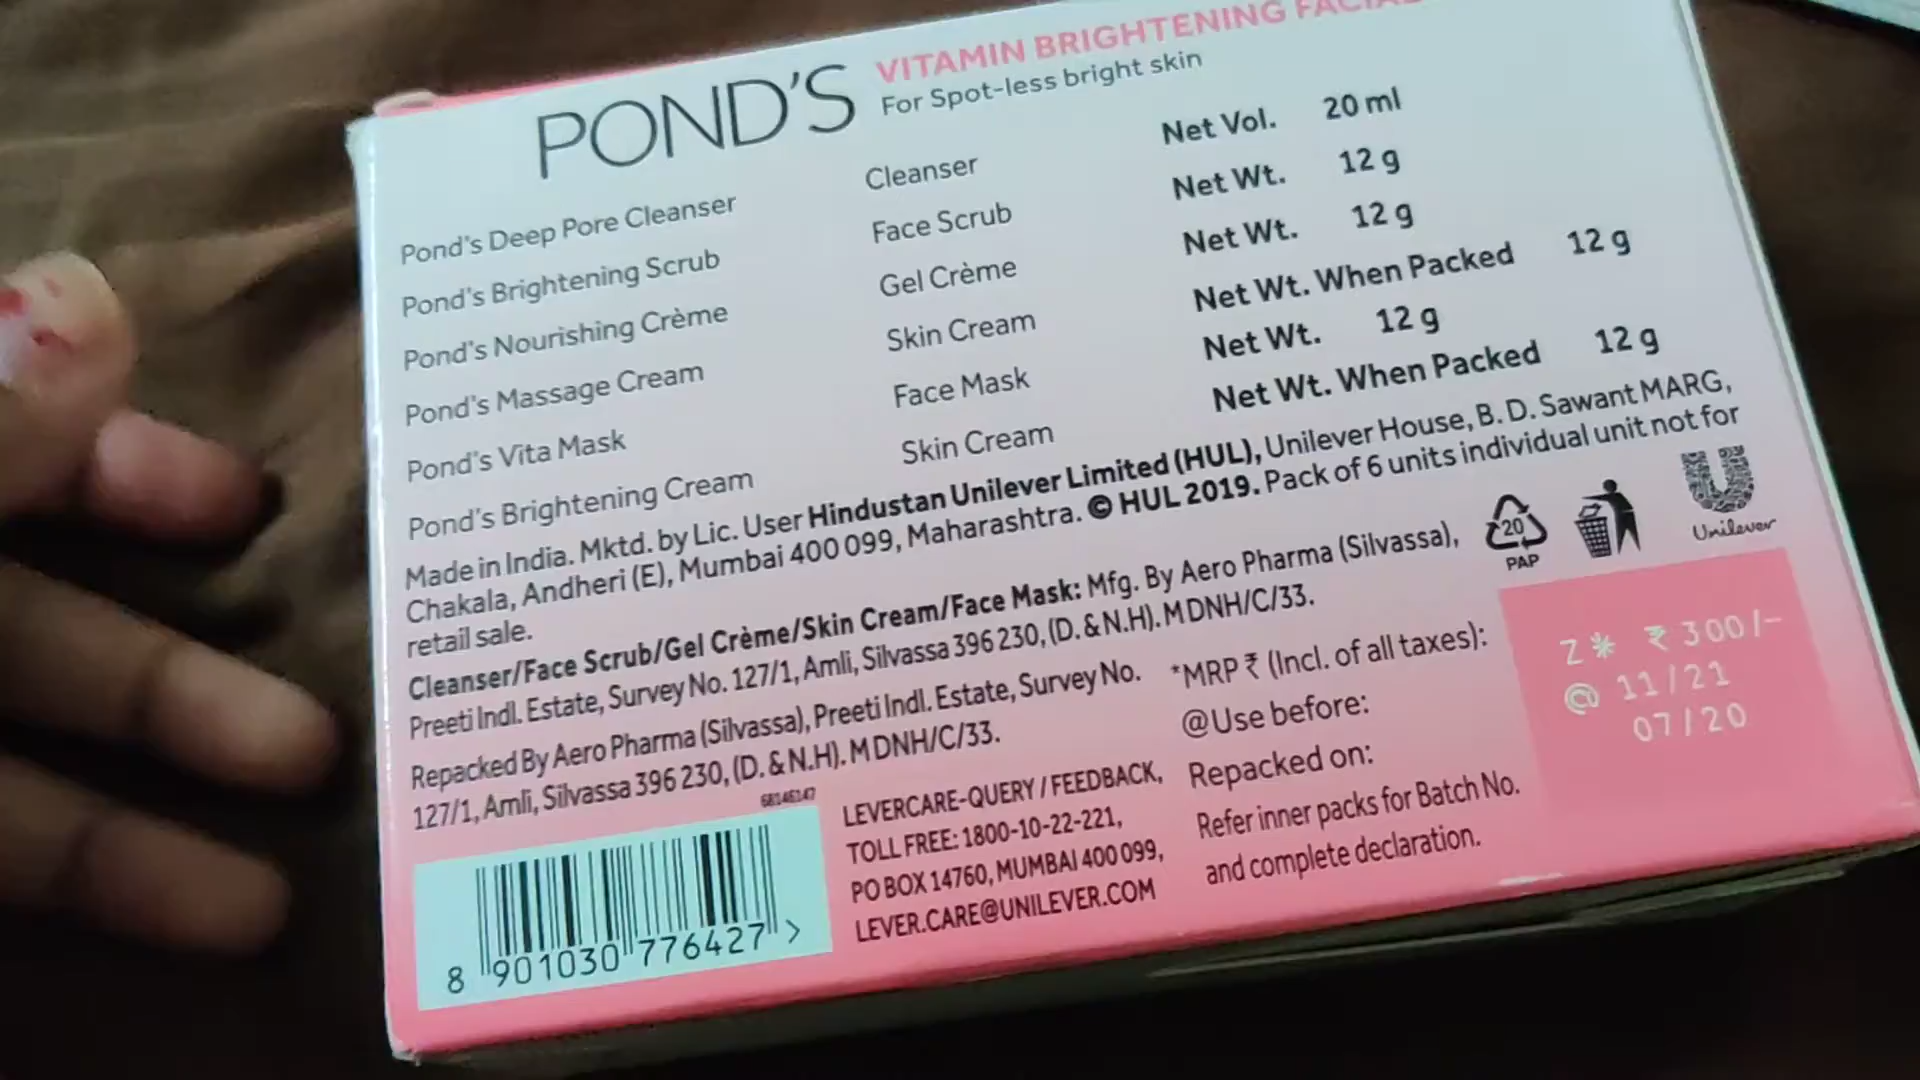 POND'S
VITAMIN BRIGHTENING FACIAL
For Spot-less bright skin
Pond's Deep Pore Cleanser Cleanser Net Vol. 20 ml
Pond's Brightening Scrub Face Scrub Net Wt. 12 g
Pond's Nourishing Crème Gel Crème Net Wt. 12 g
Pond's Massage Cream Skin Cream Net Wt. When Packed 12 g
Pond's Vita Mask Face Mask Net Wt. 12 g
Pond's Brightening Cream Skin Cream Net Wt. When Packed 12 g
Made in India. Mktd. by Lic. User Hindustan Unilever Limited (HUL), Unilever House, B. D. Sawant MARG,
Chakala, Andheri (E), Mumbai 400 099, Maharashtra. © HUL 2019. Pack of 6 units individual unit not for
retail sale.
Cleanser/Face Scrub/Gel Crème/Skin Cream/Face Mask: Mfg. By Aero Pharma (Silvassa),
Preeti Indl. Estate, Survey No. 127/1, Amli, Silvassa 396 230, (D. & N.H). M DNH/C/33.
Repacked By Aero Pharma (Silvassa), Preeti Indl. Estate, Survey No.
127/1, Amli, Silvassa 396 230, (D. & N.H). M DNH/C/33.
20
PAP
Unilever
*MRP ₹ (Incl. of all taxes):
@Use before:
Repacked on:
Refer inner packs for Batch No.
and complete declaration.
Z * ₹ 300/-
@ 11/21
07/20
68146147
LEVERCARE-QUERY / FEEDBACK,
TOLL FREE: 1800-10-22-221,
PO BOX 14760, MUMBAI 400 099,
LEVER.CARE@UNILEVER.COM
8 901030 776427 >